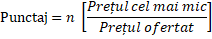 Punctaj = n [Prețul cel mai mic / Prețul ofertat]